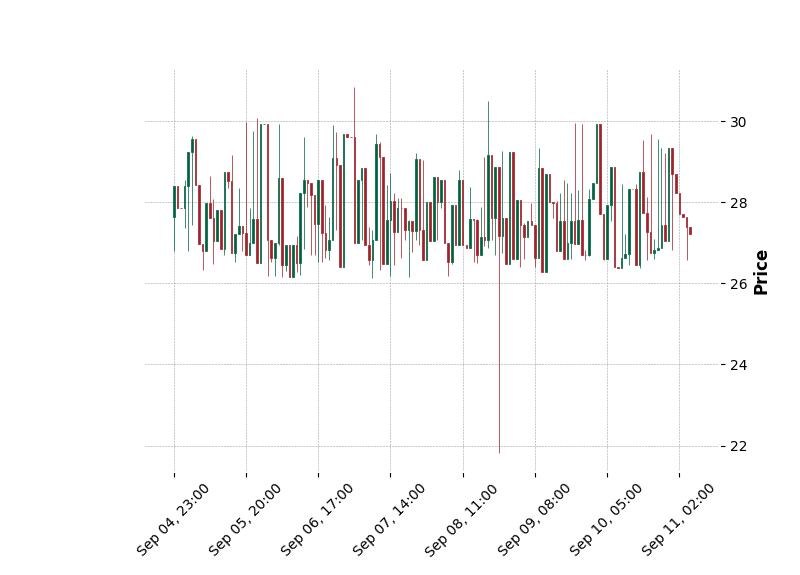 30
28
26
24
22
Price
Sep 04, 23:00
Sep 05, 20:00
Sep 06, 17:00
Sep 07, 14:00
Sep 08, 11:00
Sep 09, 08:00
Sep 10, 05:00
Sep 11, 02:00